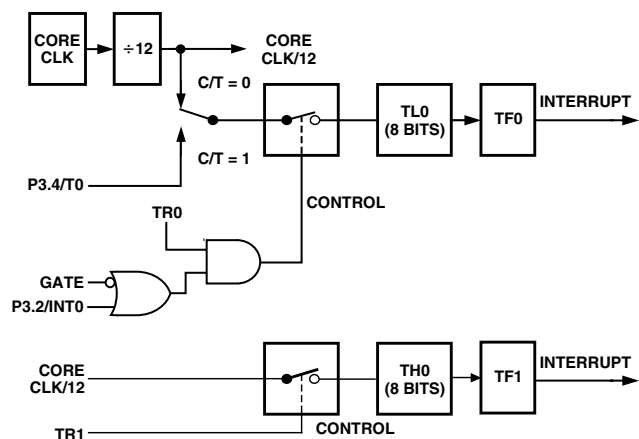 CORE
CLK
÷12
CORE
CLK/12
C/T = 0
C/T = 1
P3.4/T0
TL0
(8 BITS)
TF0
INTERRUPT
CONTROL
TR0
GATE
P3.2/INT0
CORE
CLK/12
TH0
(8 BITS)
TF1
INTERRUPT
CONTROL
TR1